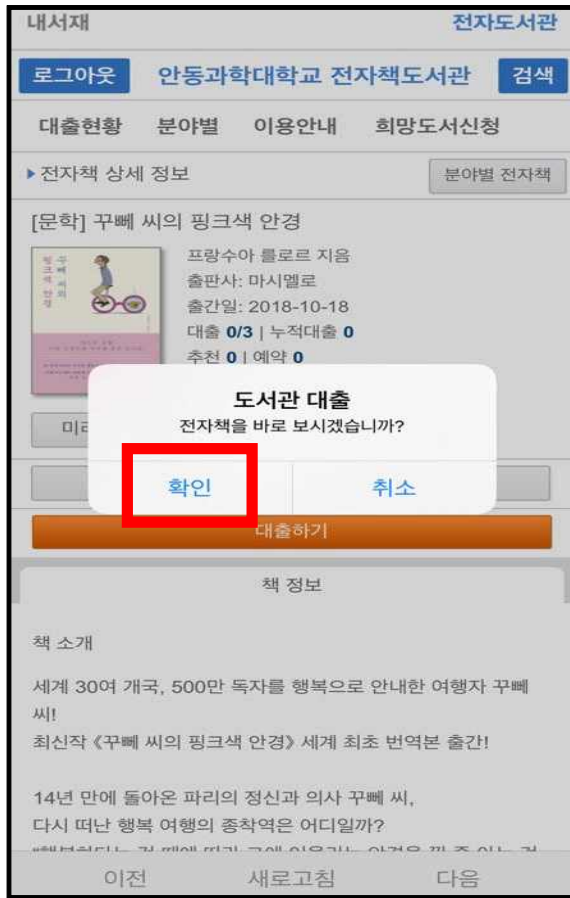 내서재 전자도서관
로그아웃 안동과학대학교 전자책도서관 검색
대출현황 분야별 이용안내 희망도서신청
전자책 상세 정보 분야별 전자책
[문학] 꾸뻬 씨의 핑크색 안경
꾸뻬 씨의 핑크색 안경
프랑수아 를로르 지음
출판사: 마시멜로
출간일: 2018-10-18
대출 0/3 | 누적대출 0
추천 0 | 예약 0
도서관 대출
전자책을 바로 보시겠습니까?
확인 취소
대출하기
책 정보
책 소개
세계 30여 개국, 500만 독자를 행복으로 안내한 여행자 꾸뻬
씨!
최신작 《꾸뻬 씨의 핑크색 안경》 세계 최초 번역본 출간!
14년 만에 돌아온 파리의 정신과 의사 꾸뻬 씨,
다시 떠난 행복 여행의 종착역은 어디일까?
이전 새로고침 다음